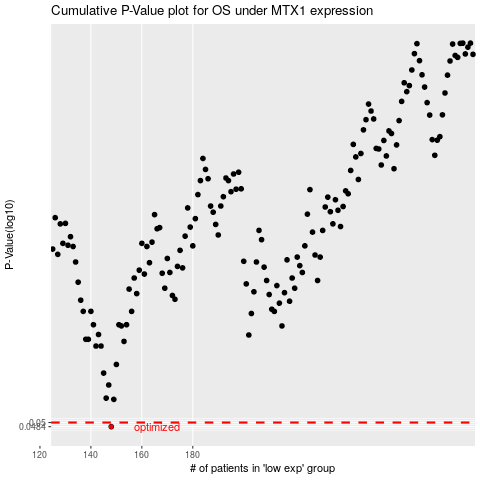 Cumulative P-Value plot for OS under MTX1 expression
P-Value(log10)
0.05
0.0484
optimized
120 140 160 180
# of patients in 'low exp' group